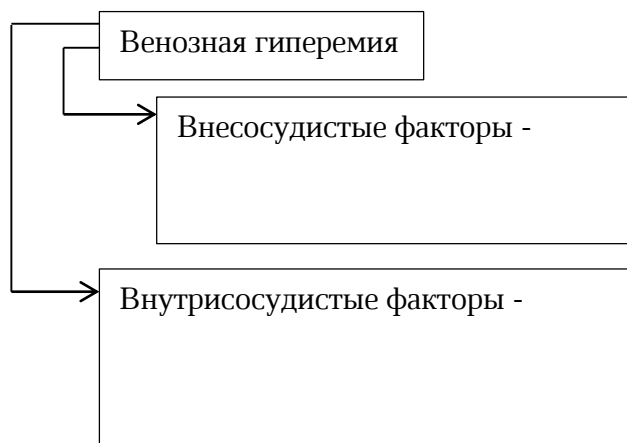 Венозная гиперемия
Внесосудистые факторы -
Внутрисосудистые факторы -